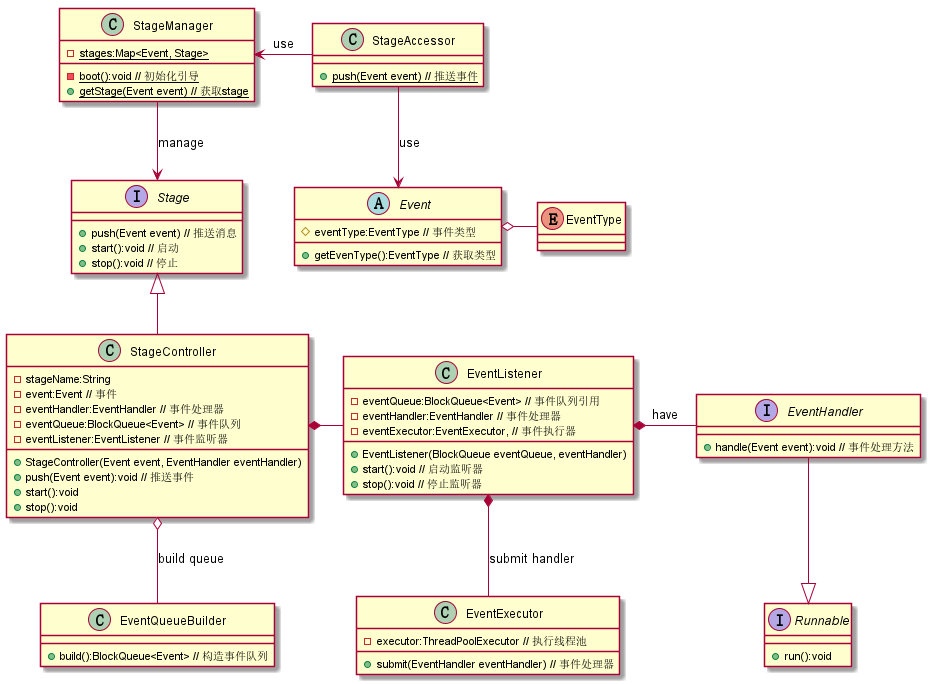 C StageManager
stages:Map<Event, Stage>
boot():void // 初始化引导
getStage(Event event) // 获取stage
use
C StageAccessor
push(Event event) // 推送事件
manage
use
I Stage
push(Event event) // 推送消息
start():void // 启动
stop():void // 停止
A Event
eventType:EventType // 事件类型
getEvenType():EventType // 获取类型
E EventType
C StageController
stageName:String
event:Event // 事件
eventHandler:EventHandler // 事件处理器
eventQueue:BlockQueue<Event> // 事件队列
eventListener:EventListener // 事件监听器
StageController(Event event, EventHandler eventHandler)
push(Event event):void // 推送事件
start():void
stop():void
C EventListener
eventQueue:BlockQueue<Event> // 事件队列引用
eventHandler:EventHandler // 事件处理器
eventExecutor:EventExecutor, // 事件执行器
EventListener(BlockQueue eventQueue, eventHandler)
start():void // 启动监听器
stop():void // 停止监听器
have
I EventHandler
handle(Event event):void // 事件处理方法
build queue
submit handler
C EventQueueBuilder
build():BlockQueue<Event> // 构造事件队列
C EventExecutor
executor:ThreadPoolExecutor // 执行线程池
submit(EventHandler eventHandler) // 事件处理器
I Runnable
run():void